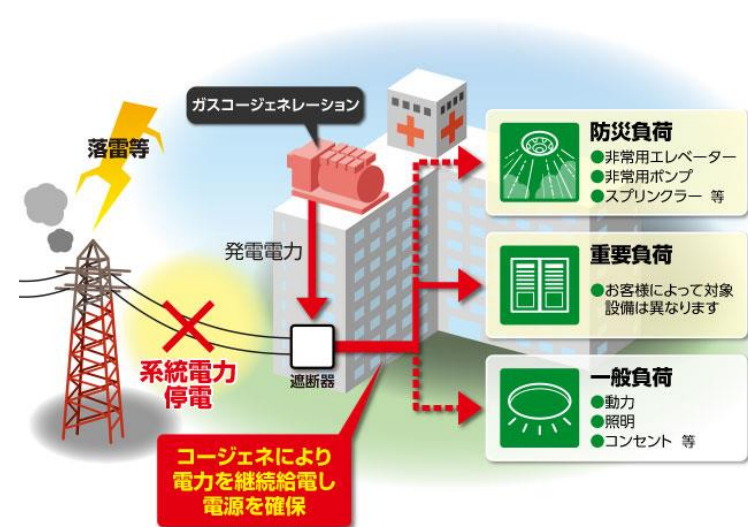 ガスコージェネレーション
落雷等
発電電力
系統電力
停電
遮断器
コージェネにより
電力を継続給電し
電源を確保
防災負荷
●非常用エレベーター
●非常用ポンプ
●スプリンクラー 等
重要負荷
●お客様によって対象
設備は異なります
一般負荷
●動力
●照明
●コンセント 等